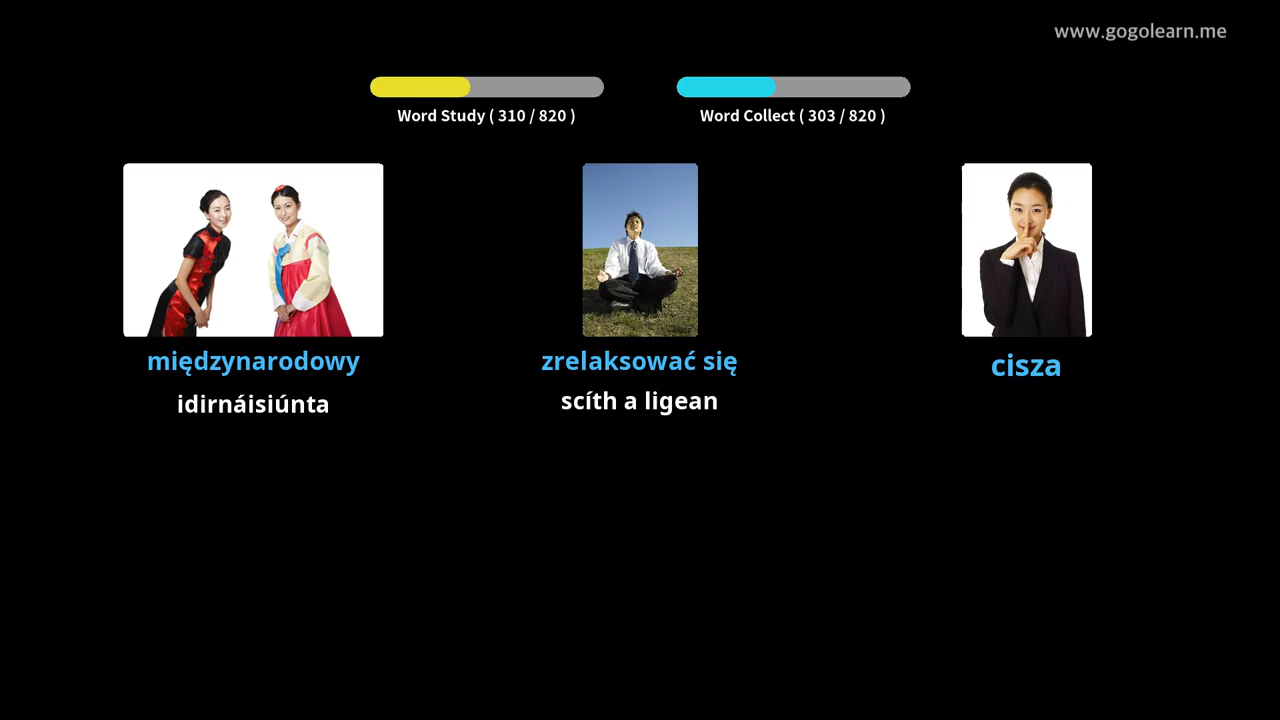 www.gogolearn.me
Word Study ( 310 / 820 )
Word Collect ( 303 / 820 )
międzynarodowy
idirnáisiúnta
zrelaksować się
scíth a ligean
cisza